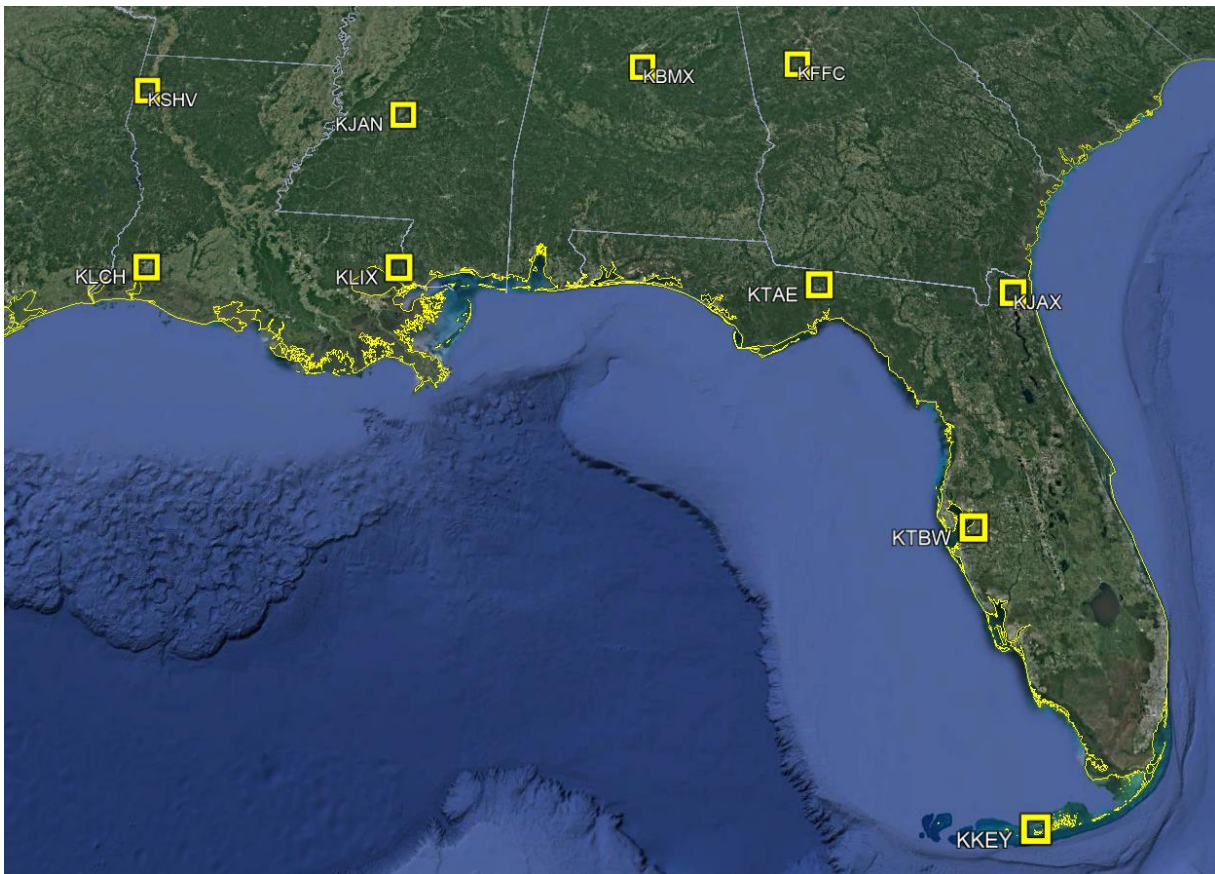 KBMX
KFFC
KSHV
KJAN
KLCH
KLIX
KTAE
KJAX
KTBW
KKEY